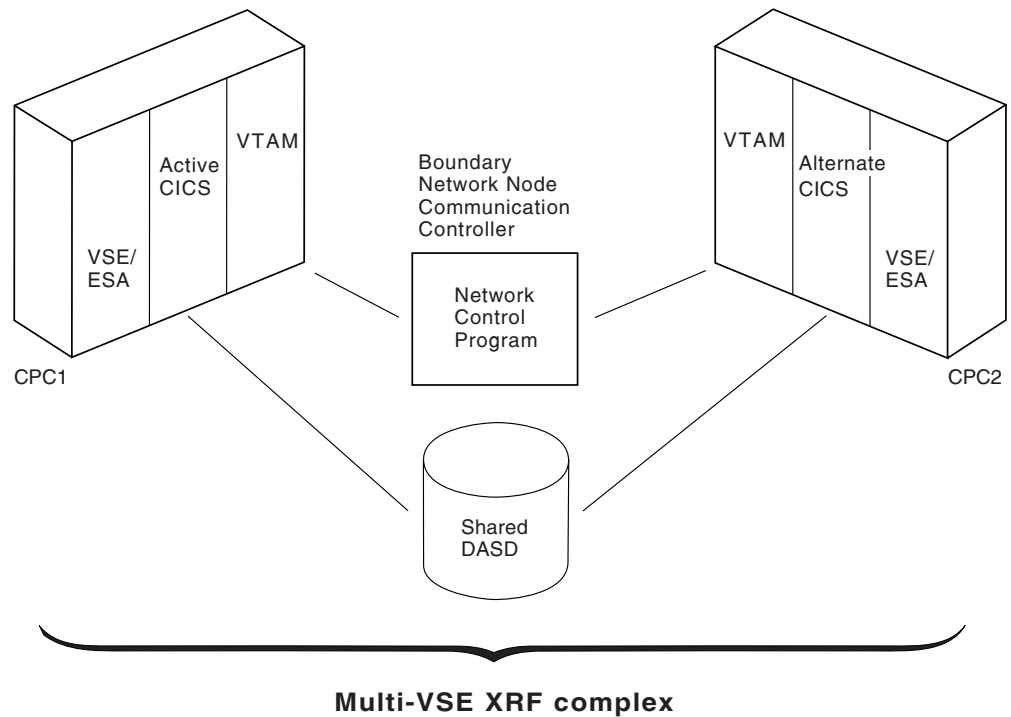 VTAM
Active
CICS
VSE/
ESA
CPC1
Boundary
Network Node
Communication
Controller
Network
Control
Program
Shared
DASD
VTAM
Alternate
CICS
VSE/
ESA
CPC2
Multi-VSE XRF complex